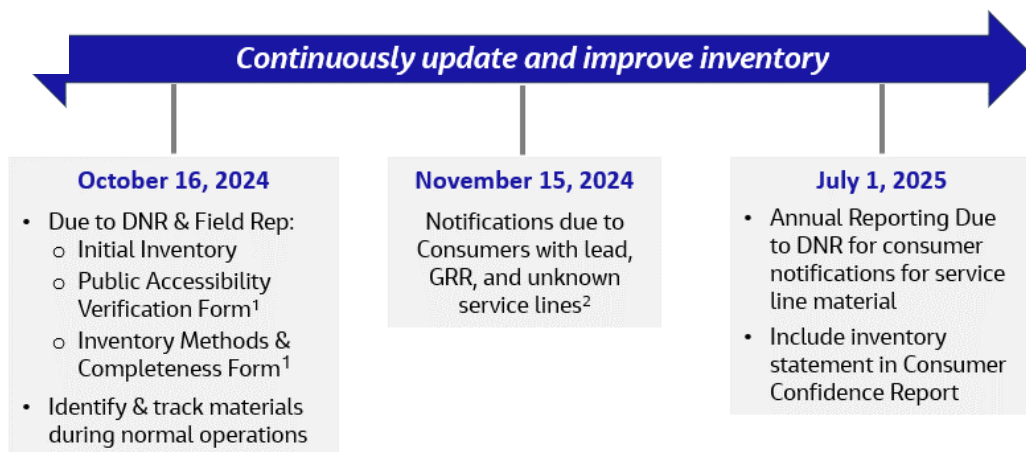 Continuously update and improve inventory
October 16, 2024
• Due to DNR & Field Rep:
o Initial Inventory
o Public Accessibility
Verification Form¹
o Inventory Methods &
Completeness Form¹
• Identify & track materials
during normal operations
November 15, 2024
Notifications due to
Consumers with lead,
GRR, and unknown
service lines²
July 1, 2025
• Annual Reporting Due
to DNR for consumer
notifications for service
line material
• Include inventory
statement in Consumer
Confidence Report